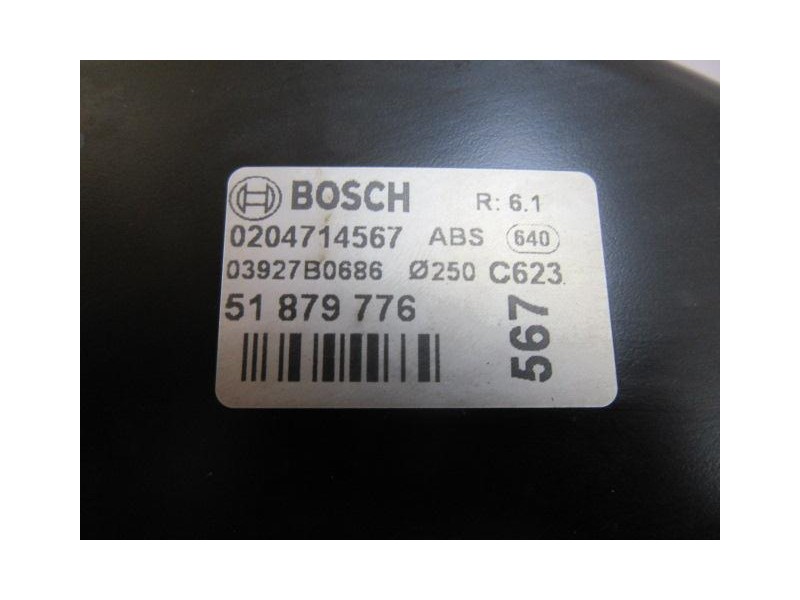 BOSCH R: 6.1
0204714567 ABS 640
03927B0686 Ø250 C623
51 879 776
567